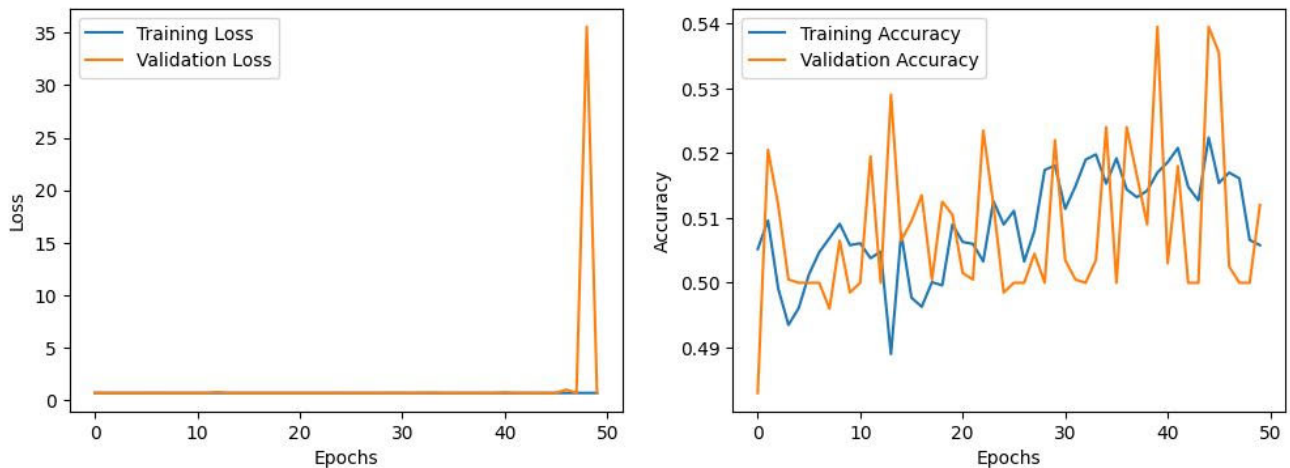 Training Loss
Validation Loss
35
30
25
20
15
10
5
0
Loss
0 10 20 30 40 50
Epochs
Training Accuracy
Validation Accuracy
0.54
0.53
0.52
0.51
0.50
0.49
Accuracy
0 10 20 30 40 50
Epochs